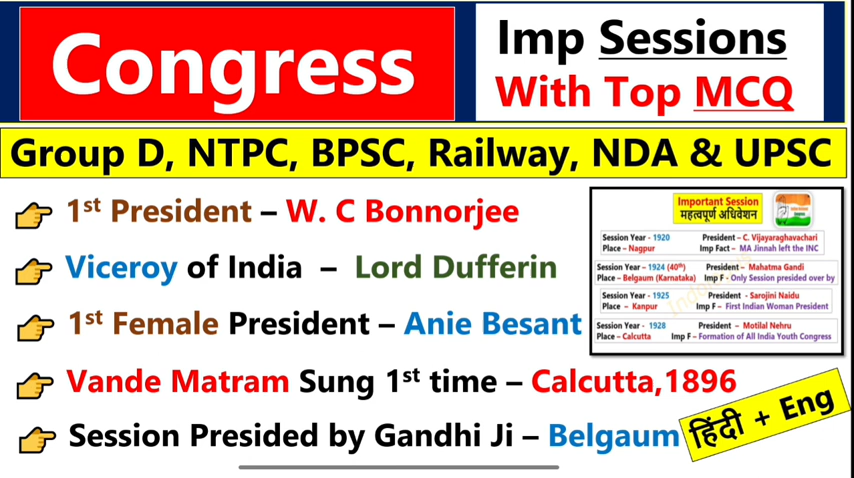 Congress
Imp Sessions
With Top MCQ
Group D, NTPC, BPSC, Railway, NDA & UPSC
1st President – W. C Bonnorjee
Viceroy of India – Lord Dufferin
1st Female President – Anie Besant
Vande Matram Sung 1st time – Calcutta,1896
Session Presided by Gandhi Ji – Belgaum
Important Session
महत्वपूर्ण अधिवेशन
Session Year - 1920 President – C. Vijayaraghavachari
Place – Nagpur Imp Fact – MA Jinnah left the INC
Session Year – 1924 (40th) President – Mahatma Gandi
Place – Belgaum (Karnataka) Imp F - Only Session presided over by
Session Year - 1925 President - Sarojini Naidu
Place - Kanpur Imp F – First Indian Woman President
Session Year - 1928 President – Motilal Nehru
Place – Calcutta Imp F – Formation of All India Youth Congress
हिंदी + Eng